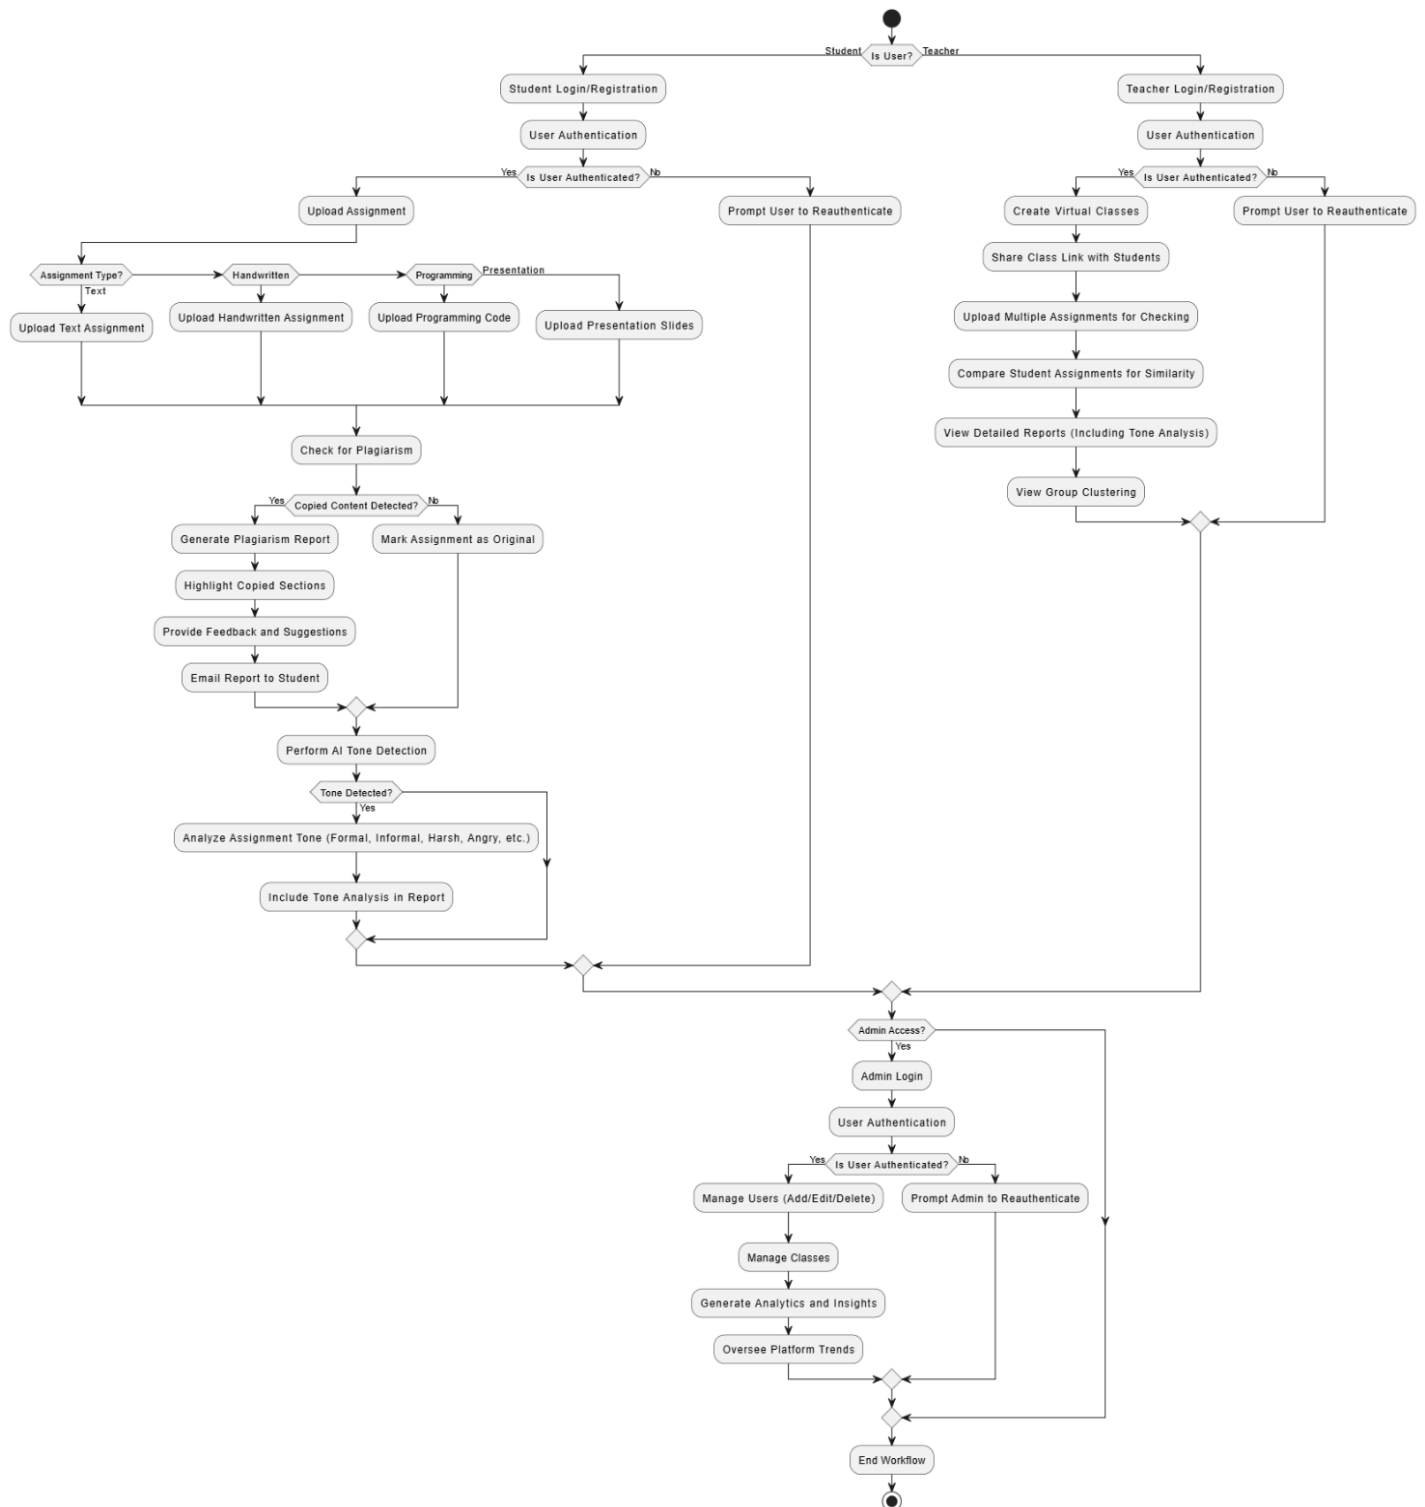 Student
Is User?
Teacher
Student Login/Registration
Teacher Login/Registration
User Authentication
User Authentication
Yes
Is User Authenticated?
No
Yes
Is User Authenticated?
No
Upload Assignment
Prompt User to Reauthenticate
Create Virtual Classes
Prompt User to Reauthenticate
Share Class Link with Students
Assignment Type?
Handwritten
Programming
Presentation
Text
Upload Text Assignment
Upload Handwritten Assignment
Upload Programming Code
Upload Presentation Slides
Upload Multiple Assignments for Checking
Compare Student Assignments for Similarity
View Detailed Reports (Including Tone Analysis)
Check for Plagiarism
View Group Clustering
Yes
Copied Content Detected?
No
Generate Plagiarism Report
Mark Assignment as Original
Highlight Copied Sections
Provide Feedback and Suggestions
Email Report to Student
Perform AI Tone Detection
Tone Detected?
Yes
Analyze Assignment Tone (Formal, Informal, Harsh, Angry, etc.)
Include Tone Analysis in Report
Admin Access?
Yes
Admin Login
User Authentication
Yes
Is User Authenticated?
No
Manage Users (Add/Edit/Delete)
Prompt Admin to Reauthenticate
Manage Classes
Generate Analytics and Insights
Oversee Platform Trends
End Workflow